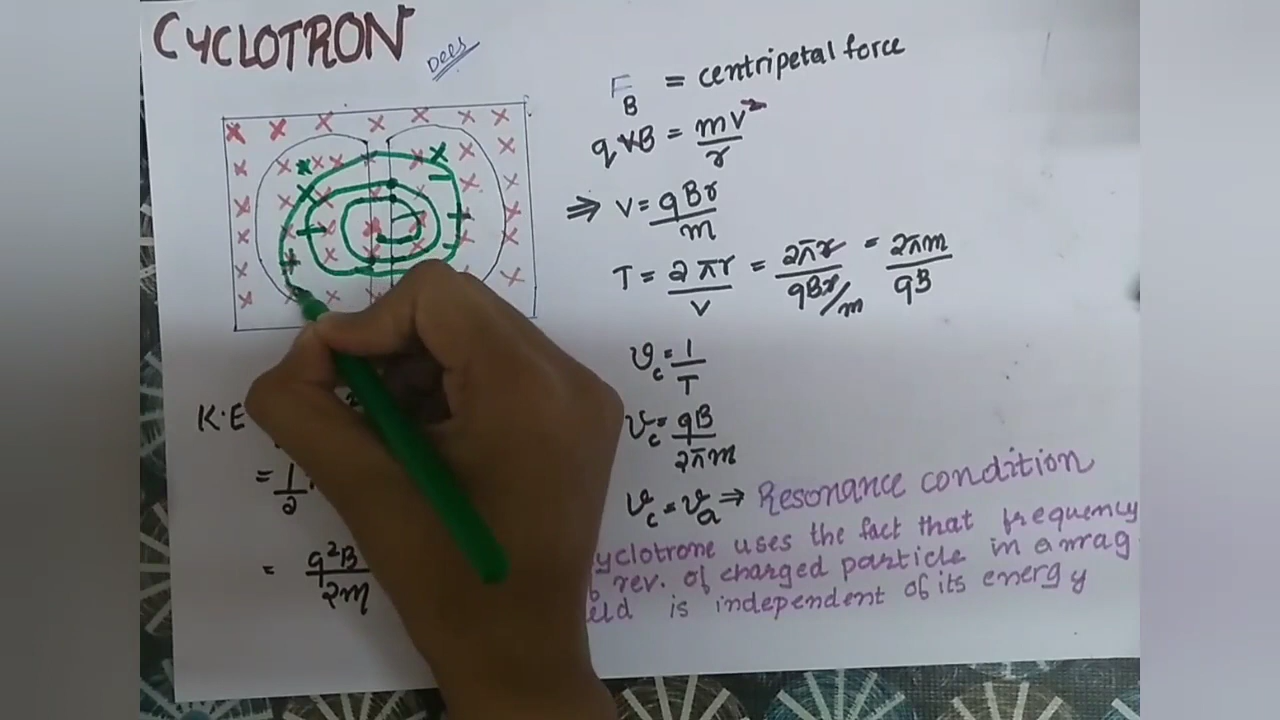 CYCLOTRON
Dees
F_B = centripetal force
qvB = mv²/r
⇒ V = qBr/m
T = 2πr/v = 2πr/(qBr/m) = 2πm/qB
ν_c = 1/T
ν_c = qB/2πm
ν_c = ν_a ⇒ Resonance condition
yclotrone uses the fact that frequency
rev. of charged particle in a mag
eld is independent of its energy
K.E
= 1/2
= q²B/2m